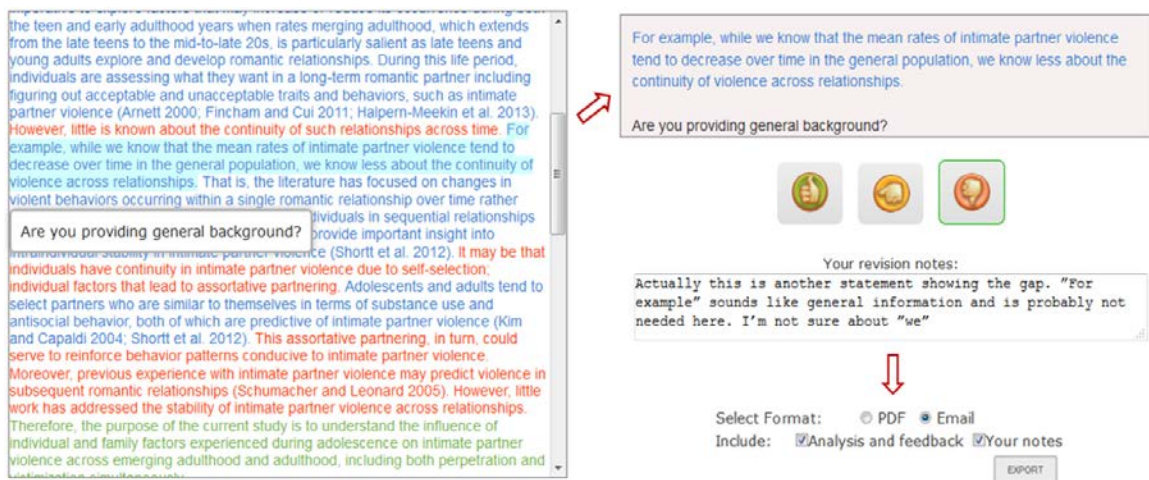 the teen and early adulthood years when rates merging adulthood, which extends
from the late teens to the mid-to-late 20s, is particularly salient as late teens and
young adults explore and develop romantic relationships. During this life period,
individuals are assessing what they want in a long-term romantic partner including
figuring out acceptable and unacceptable traits and behaviors, such as intimate
partner violence (Arnett 2000; Fincham and Cui 2011; Halpern-Meekin et al. 2013).
However, little is known about the continuity of such relationships across time. For
example, while we know that the mean rates of intimate partner violence tend to
decrease over time in the general population, we know less about the continuity of
violence across relationships. That is, the literature has focused on changes in
violent behaviors occurring within a single romantic relationship over time rather
dividuals in sequential relationships
Are you providing general background?
provide important insight into
intraindividual stability in intimate partner violence (Shortt et al. 2012). It may be that
individuals have continuity in intimate partner violence due to self-selection;
individual factors that lead to assortative partnering. Adolescents and adults tend to
select partners who are similar to themselves in terms of substance use and
antisocial behavior, both of which are predictive of intimate partner violence (Kim
and Capaldi 2004; Shortt et al. 2012). This assortative partnering, in turn, could
serve to reinforce behavior patterns conducive to intimate partner violence.
Moreover, previous experience with intimate partner violence may predict violence in
subsequent romantic relationships (Schumacher and Leonard 2005). However, little
work has addressed the stability of intimate partner violence across relationships.
Therefore, the purpose of the current study is to understand the influence of
individual and family factors experienced during adolescence on intimate partner
violence across emerging adulthood and adulthood, including both perpetration and
victimization simultaneously
For example, while we know that the mean rates of intimate partner violence
tend to decrease over time in the general population, we know less about the
continuity of violence across relationships.
Are you providing general background?
Your revision notes:
Actually this is another statement showing the gap. "For
example" sounds like general information and is probably not
needed here. I'm not sure about "we"
Select Format: PDF Email
Include: Analysis and feedback Your notes
EXPORT